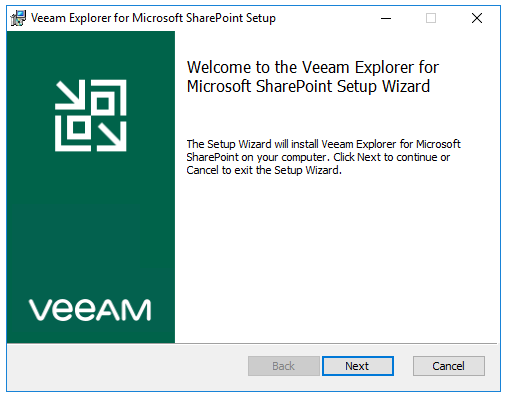 Veeam Explorer for Microsoft SharePoint Setup
Welcome to the Veeam Explorer for
Microsoft SharePoint Setup Wizard
The Setup Wizard will install Veeam Explorer for Microsoft
SharePoint on your computer. Click Next to continue or
Cancel to exit the Setup Wizard.
veeAM
Back
Next
Cancel